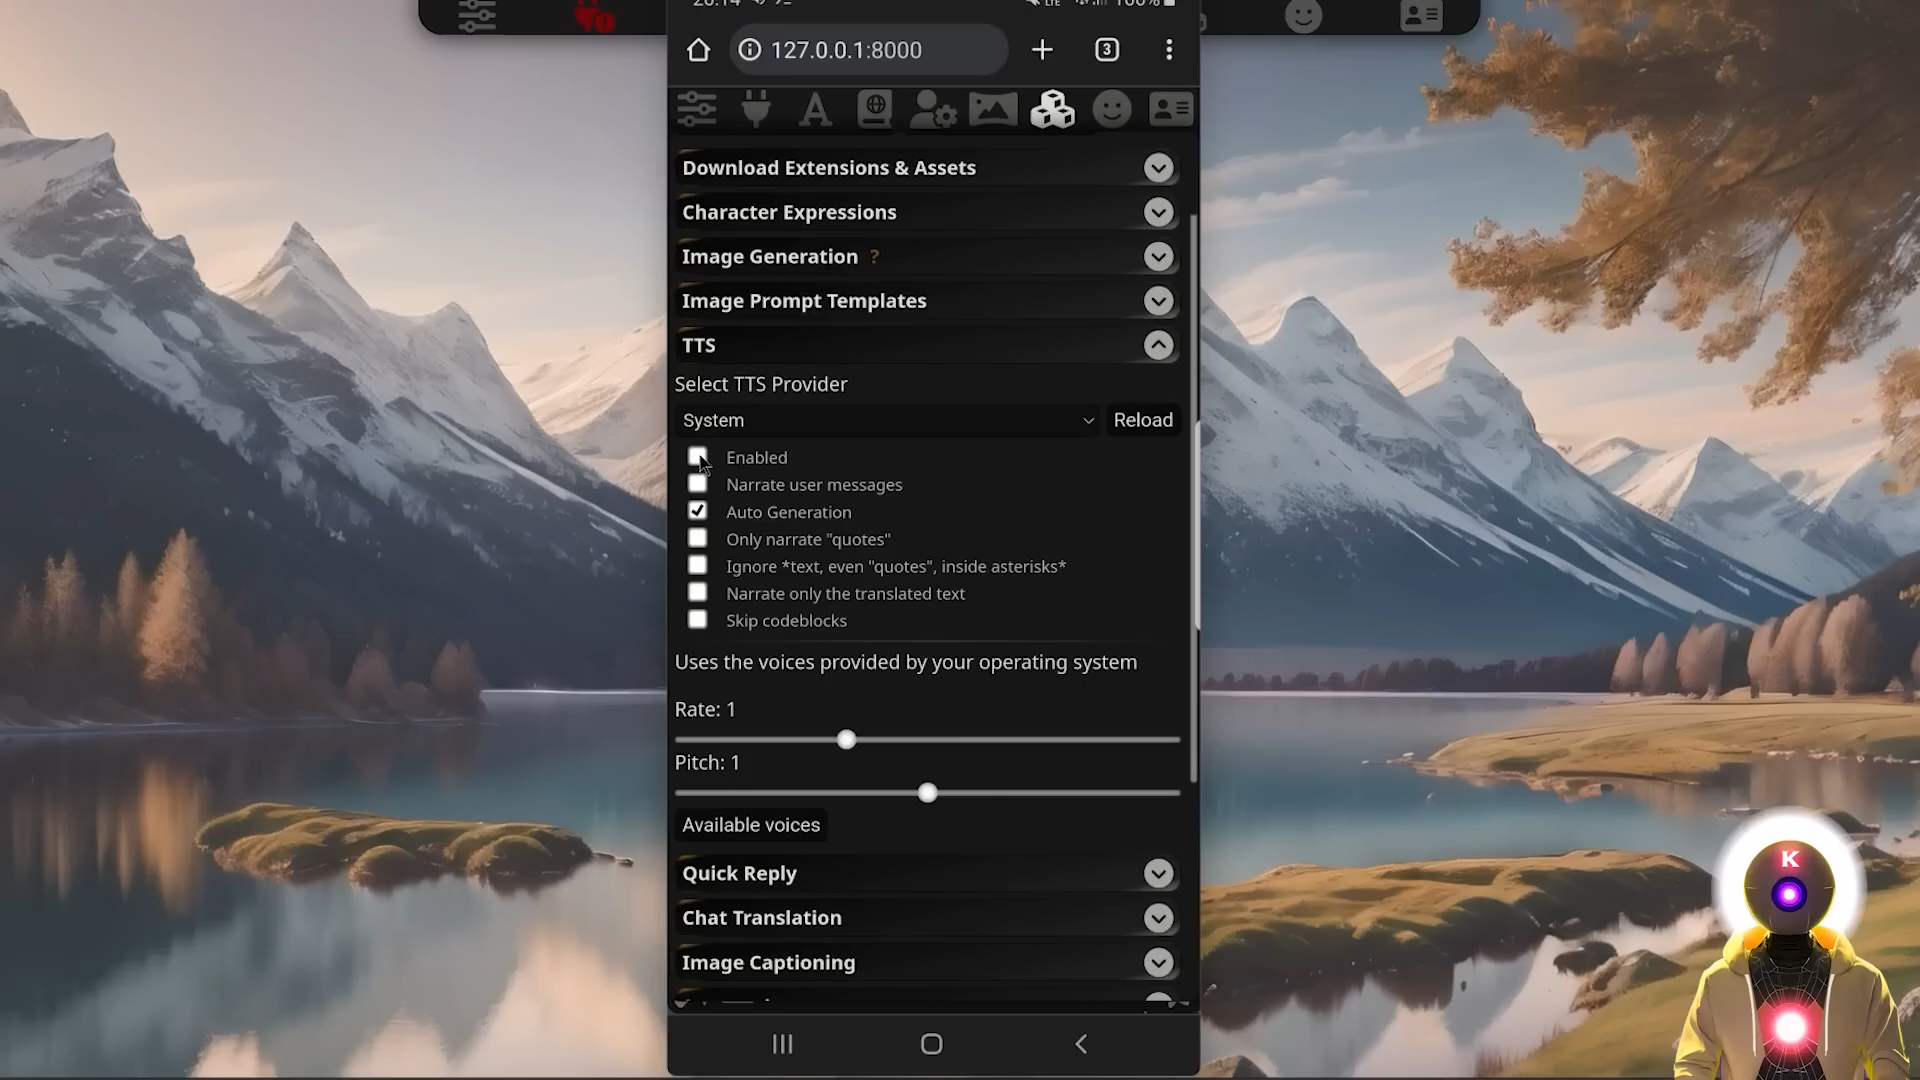 127.0.0.1:8000
3
Download Extensions & Assets
Character Expressions
Image Generation ?
Image Prompt Templates
TTS
Select TTS Provider
System
Reload
Enabled
Narrate user messages
Auto Generation
Only narrate "quotes"
Ignore *text, even "quotes", inside asterisks*
Narrate only the translated text
Skip codeblocks
Uses the voices provided by your operating system
Rate: 1
Pitch: 1
Available voices
Quick Reply
Chat Translation
Image Captioning
K